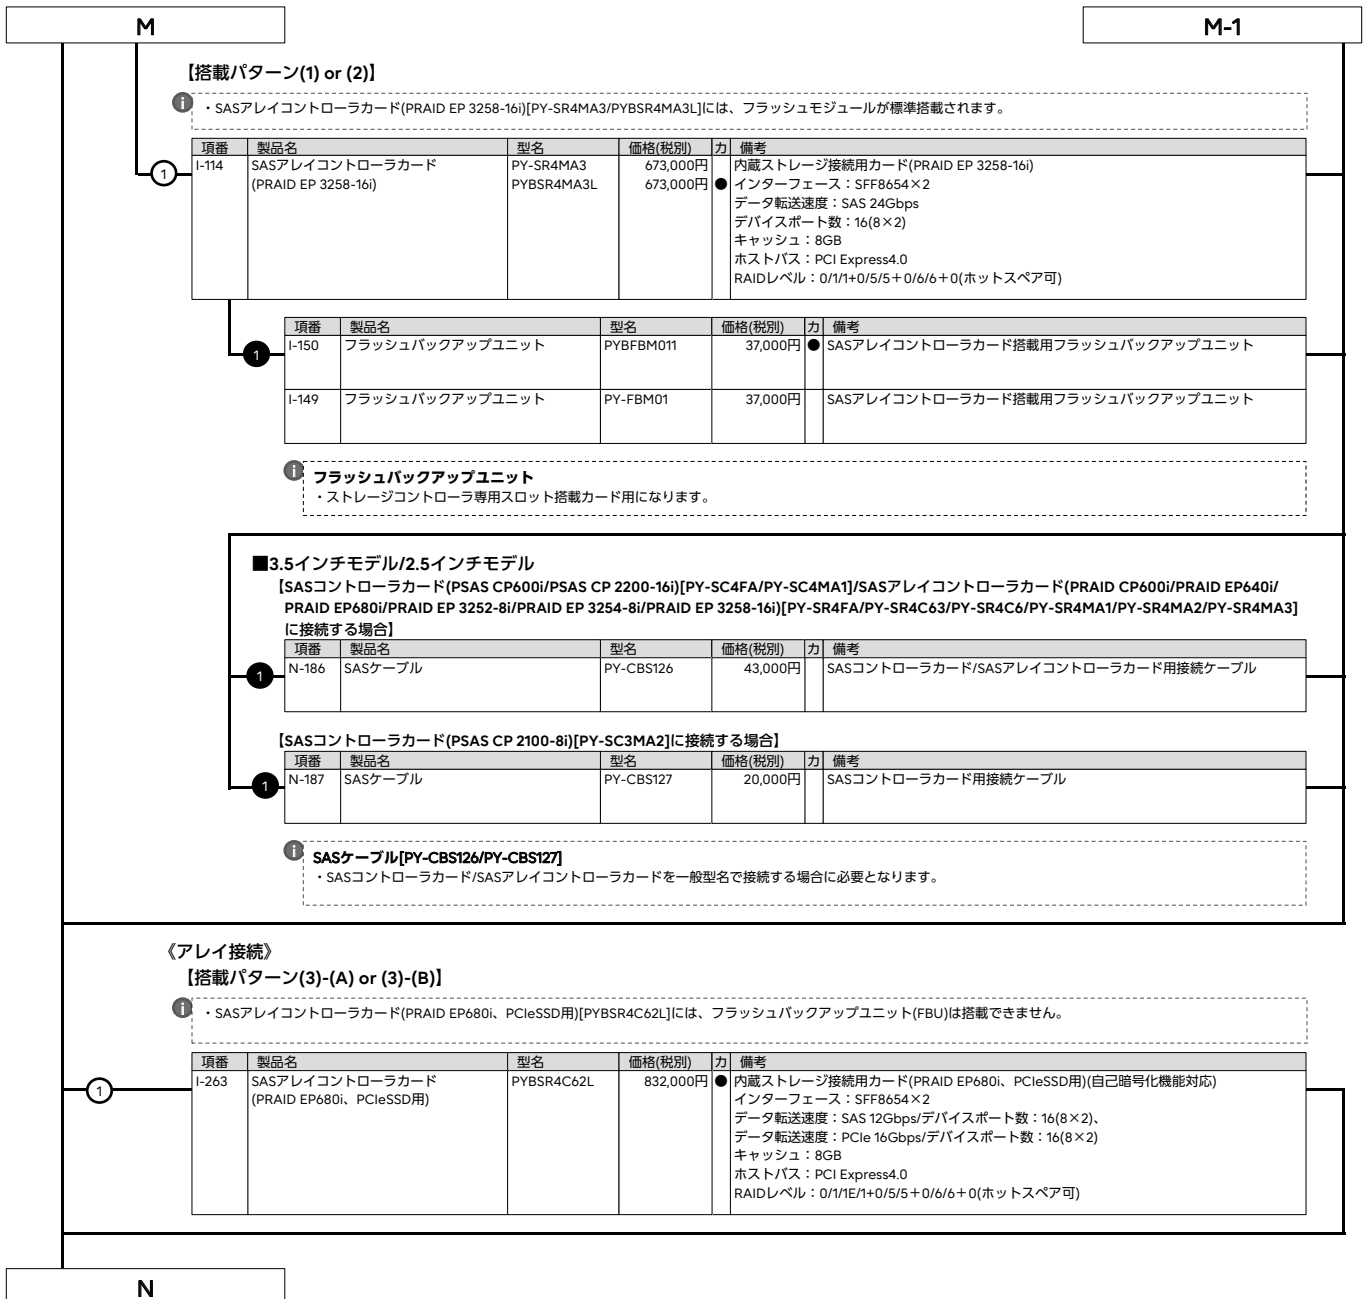 M
M-1
【搭載パターン(1) or (2)】
・SASアレイコントローラカード(PRAID EP 3258-16i)[PY-SR4MA3/PYBSR4MA3L]には、フラッシュモジュールが標準搭載されます。
項番 製品名 型名 価格(税別) カ 備考
I-114 SASアレイコントローラカード PY-SR4MA3 673,000円 内蔵ストレージ接続用カード(PRAID EP 3258-16i)
(PRAID EP 3258-16i) PYBSR4MA3L 673,000円 ● インターフェース：SFF8654×2
データ転送速度：SAS 24Gbps
デバイスポート数：16(8×2)
キャッシュ：8GB
ホストバス：PCI Express4.0
RAIDレベル：0/1/1+0/5/5＋0/6/6＋0(ホットスペア可)
1
項番 製品名 型名 価格(税別) カ 備考
I-150 フラッシュバックアップユニット PYBFBM011 37,000円 ● SASアレイコントローラカード搭載用フラッシュバックアップユニット
1
I-149 フラッシュバックアップユニット PY-FBM01 37,000円 SASアレイコントローラカード搭載用フラッシュバックアップユニット
フラッシュバックアップユニット
・ストレージコントローラ専用スロット搭載カード用になります。
■3.5インチモデル/2.5インチモデル
【SASコントローラカード(PSAS CP600i/PSAS CP 2200-16i)[PY-SC4FA/PY-SC4MA1]/SASアレイコントローラカード(PRAID CP600i/PRAID EP640i/
PRAID EP680i/PRAID EP 3252-8i/PRAID EP 3254-8i/PRAID EP 3258-16i)[PY-SR4FA/PY-SR4C63/PY-SR4C6/PY-SR4MA1/PY-SR4MA2/PY-SR4MA3]
に接続する場合】
項番 製品名 型名 価格(税別) カ 備考
N-186 SASケーブル PY-CBS126 43,000円 SASコントローラカード/SASアレイコントローラカード用接続ケーブル
1
【SASコントローラカード(PSAS CP 2100-8i)[PY-SC3MA2]に接続する場合】
項番 製品名 型名 価格(税別) カ 備考
N-187 SASケーブル PY-CBS127 20,000円 SASコントローラカード用接続ケーブル
1
SASケーブル[PY-CBS126/PY-CBS127]
・SASコントローラカード/SASアレイコントローラカードを一般型名で接続する場合に必要となります。
《アレイ接続》
【搭載パターン(3)-(A) or (3)-(B)】
・SASアレイコントローラカード(PRAID EP680i、PCIeSSD用)[PYBSR4C62L]には、フラッシュバックアップユニット(FBU)は搭載できません。
項番 製品名 型名 価格(税別) カ 備考
I-263 SASアレイコントローラカード PYBSR4C62L 832,000円 ● 内蔵ストレージ接続用カード(PRAID EP680i、PCIeSSD用)(自己暗号化機能対応)
1
(PRAID EP680i、PCIeSSD用) インターフェース：SFF8654×2
データ転送速度：SAS 12Gbps/デバイスポート数：16(8×2)、
データ転送速度：PCIe 16Gbps/デバイスポート数：16(8×2)
キャッシュ：8GB
ホストバス：PCI Express4.0
RAIDレベル：0/1/1E/1+0/5/5＋0/6/6＋0(ホットスペア可)
N